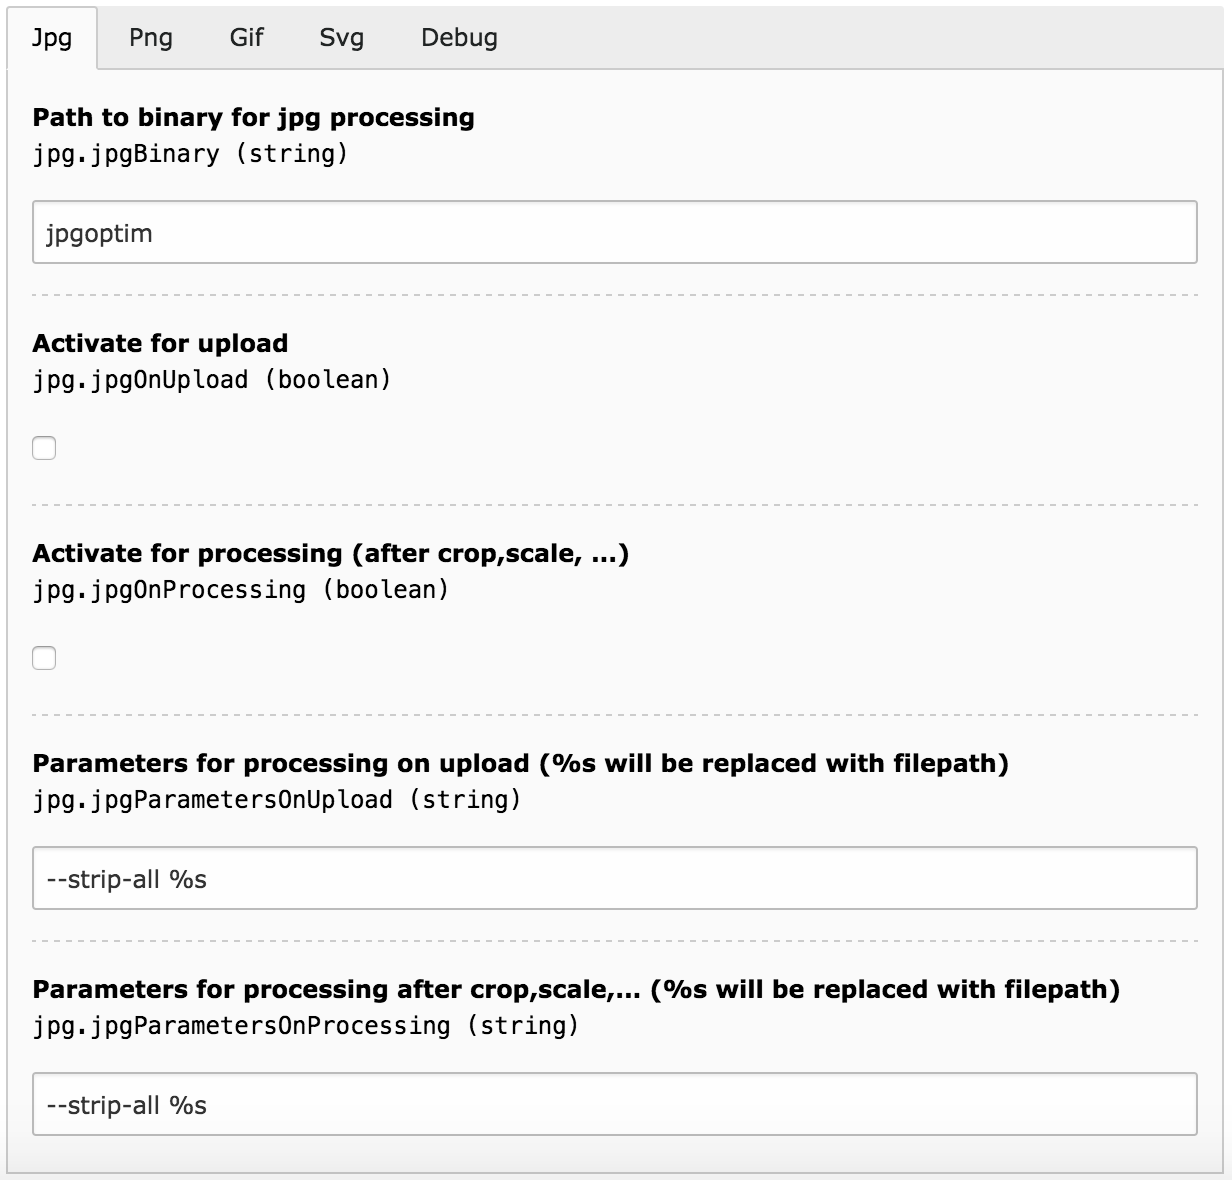 Jpg Png Gif Svg Debug
Path to binary for jpg processing
jpg.jpgBinary (string)
jpgoptim
Activate for upload
jpg.jpgOnUpload (boolean)
Activate for processing (after crop,scale, ...)
jpg.jpgOnProcessing (boolean)
Parameters for processing on upload (%s will be replaced with filepath)
jpg.jpgParametersOnUpload (string)
--strip-all %s
Parameters for processing after crop,scale,... (%s will be replaced with filepath)
jpg.jpgParametersOnProcessing (string)
--strip-all %s